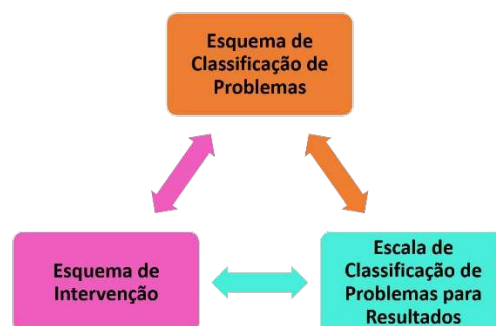 Esquema de
Classificação de
Problemas
Esquema de
Intervenção
Escala de
Classificação de
Problemas para
Resultados